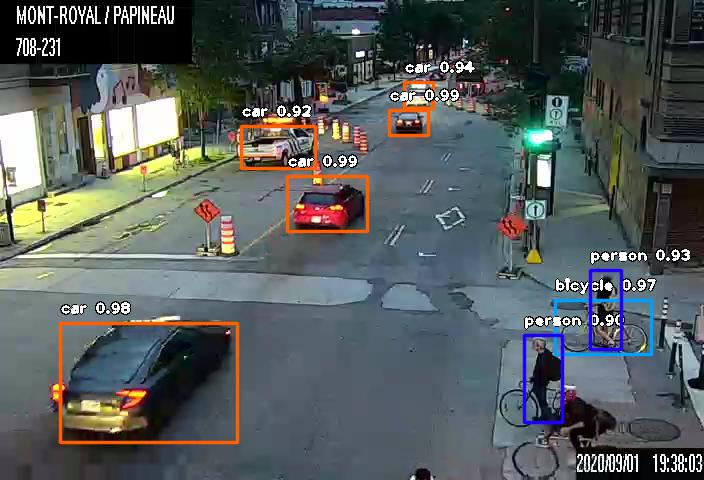 MONT-ROYAL / PAPINEAU
708-231
car 0.94
car 0.99
car 0.92
car 0.99
person 0.93
bicycle 0.97
car 0.98
person 0.90
2020/09/01 19:38:03